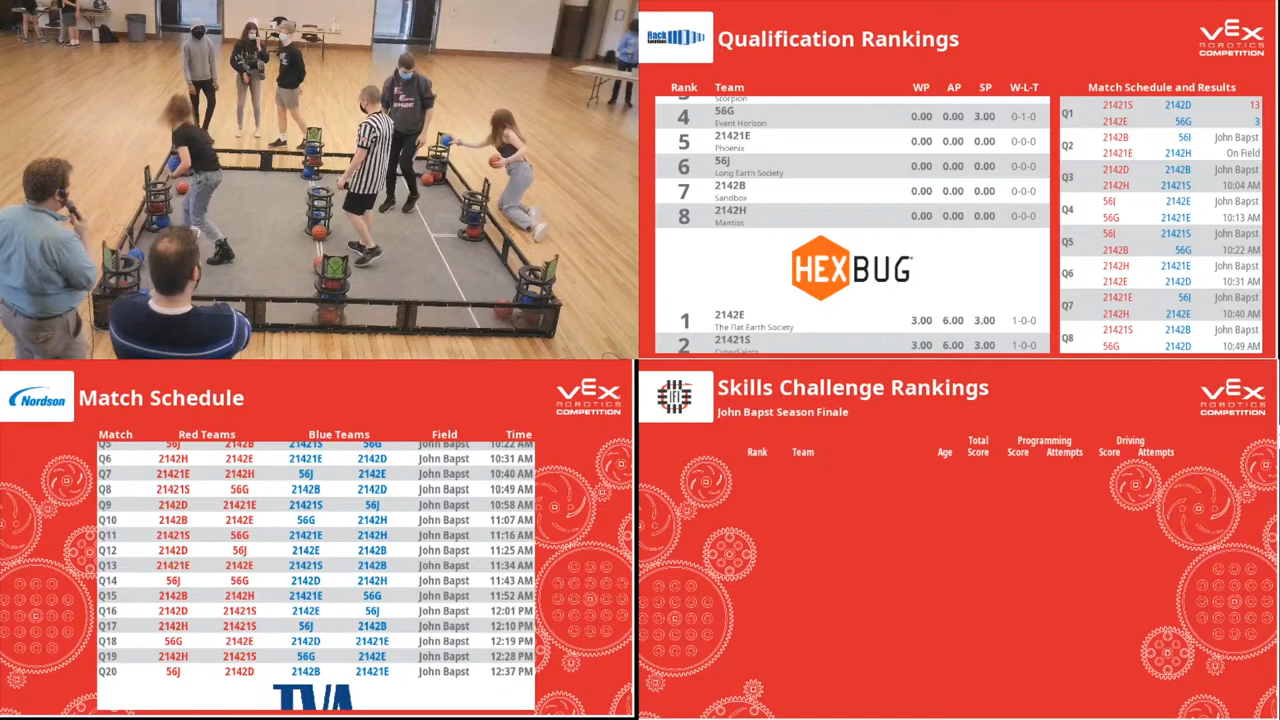 Rack Solutions
Qualification Rankings
VEX ROBOTICS COMPETITION
Rank Team WP AP SP W-L-T
Scorpion
4 56G 0.00 0.00 3.00 0-1-0
Event Horizon
5 21421E 0.00 0.00 0.00 0-0-0
Phoenix
6 56J 0.00 0.00 0.00 0-0-0
Long Earth Society
7 2142B 0.00 0.00 0.00 0-0-0
Sandbox
8 2142H 0.00 0.00 0.00 0-0-0
Mantiss
HEXBUG
1 2142E 3.00 6.00 3.00 1-0-0
The Flat Earth Society
2 21421S 3.00 6.00 3.00 1-0-0
Match Schedule and Results
Q1 21421S 2142D 13
2142E 56G 3
Q2 2142B 56J John Bapst
21421E 2142H On Field
Q3 2142D 2142B John Bapst
2142H 21421S 10:04 AM
Q4 56J 2142E John Bapst
56G 21421E 10:13 AM
Q5 56J 21421S John Bapst
2142B 56G 10:22 AM
Q6 2142H 21421E John Bapst
2142E 2142D 10:31 AM
Q7 21421E 56J John Bapst
2142H 2142E 10:40 AM
Q8 21421S 2142B John Bapst
56G 2142D 10:49 AM
Nordson
Match Schedule
VEX ROBOTICS COMPETITION
Match Red Teams Blue Teams Field Time
Q5 56J 2142B 21421S 56G John Bapst 10:22 AM
Q6 2142H 2142E 21421E 2142D John Bapst 10:31 AM
Q7 21421E 2142H 56J 2142E John Bapst 10:40 AM
Q8 21421S 56G 2142B 2142D John Bapst 10:49 AM
Q9 2142D 21421E 21421S 56J John Bapst 10:58 AM
Q10 2142B 2142E 56G 2142H John Bapst 11:07 AM
Q11 21421S 56G 21421E 2142H John Bapst 11:16 AM
Q12 2142D 56J 2142E 2142B John Bapst 11:25 AM
Q13 21421E 2142E 21421S 2142B John Bapst 11:34 AM
Q14 56J 56G 2142D 2142H John Bapst 11:43 AM
Q15 2142B 2142H 21421E 56G John Bapst 11:52 AM
Q16 2142D 21421S 2142E 56J John Bapst 12:01 PM
Q17 2142H 21421S 56J 2142B John Bapst 12:10 PM
Q18 56G 2142E 2142D 21421E John Bapst 12:19 PM
Q19 2142H 21421S 56G 2142E John Bapst 12:28 PM
Q20 56J 2142D 2142B 21421E John Bapst 12:37 PM
TVA
IFI
Skills Challenge Rankings
John Bapst Season Finale
VEX ROBOTICS COMPETITION
Total Programming Driving
Rank Team Age Score Score Attempts Score Attempts